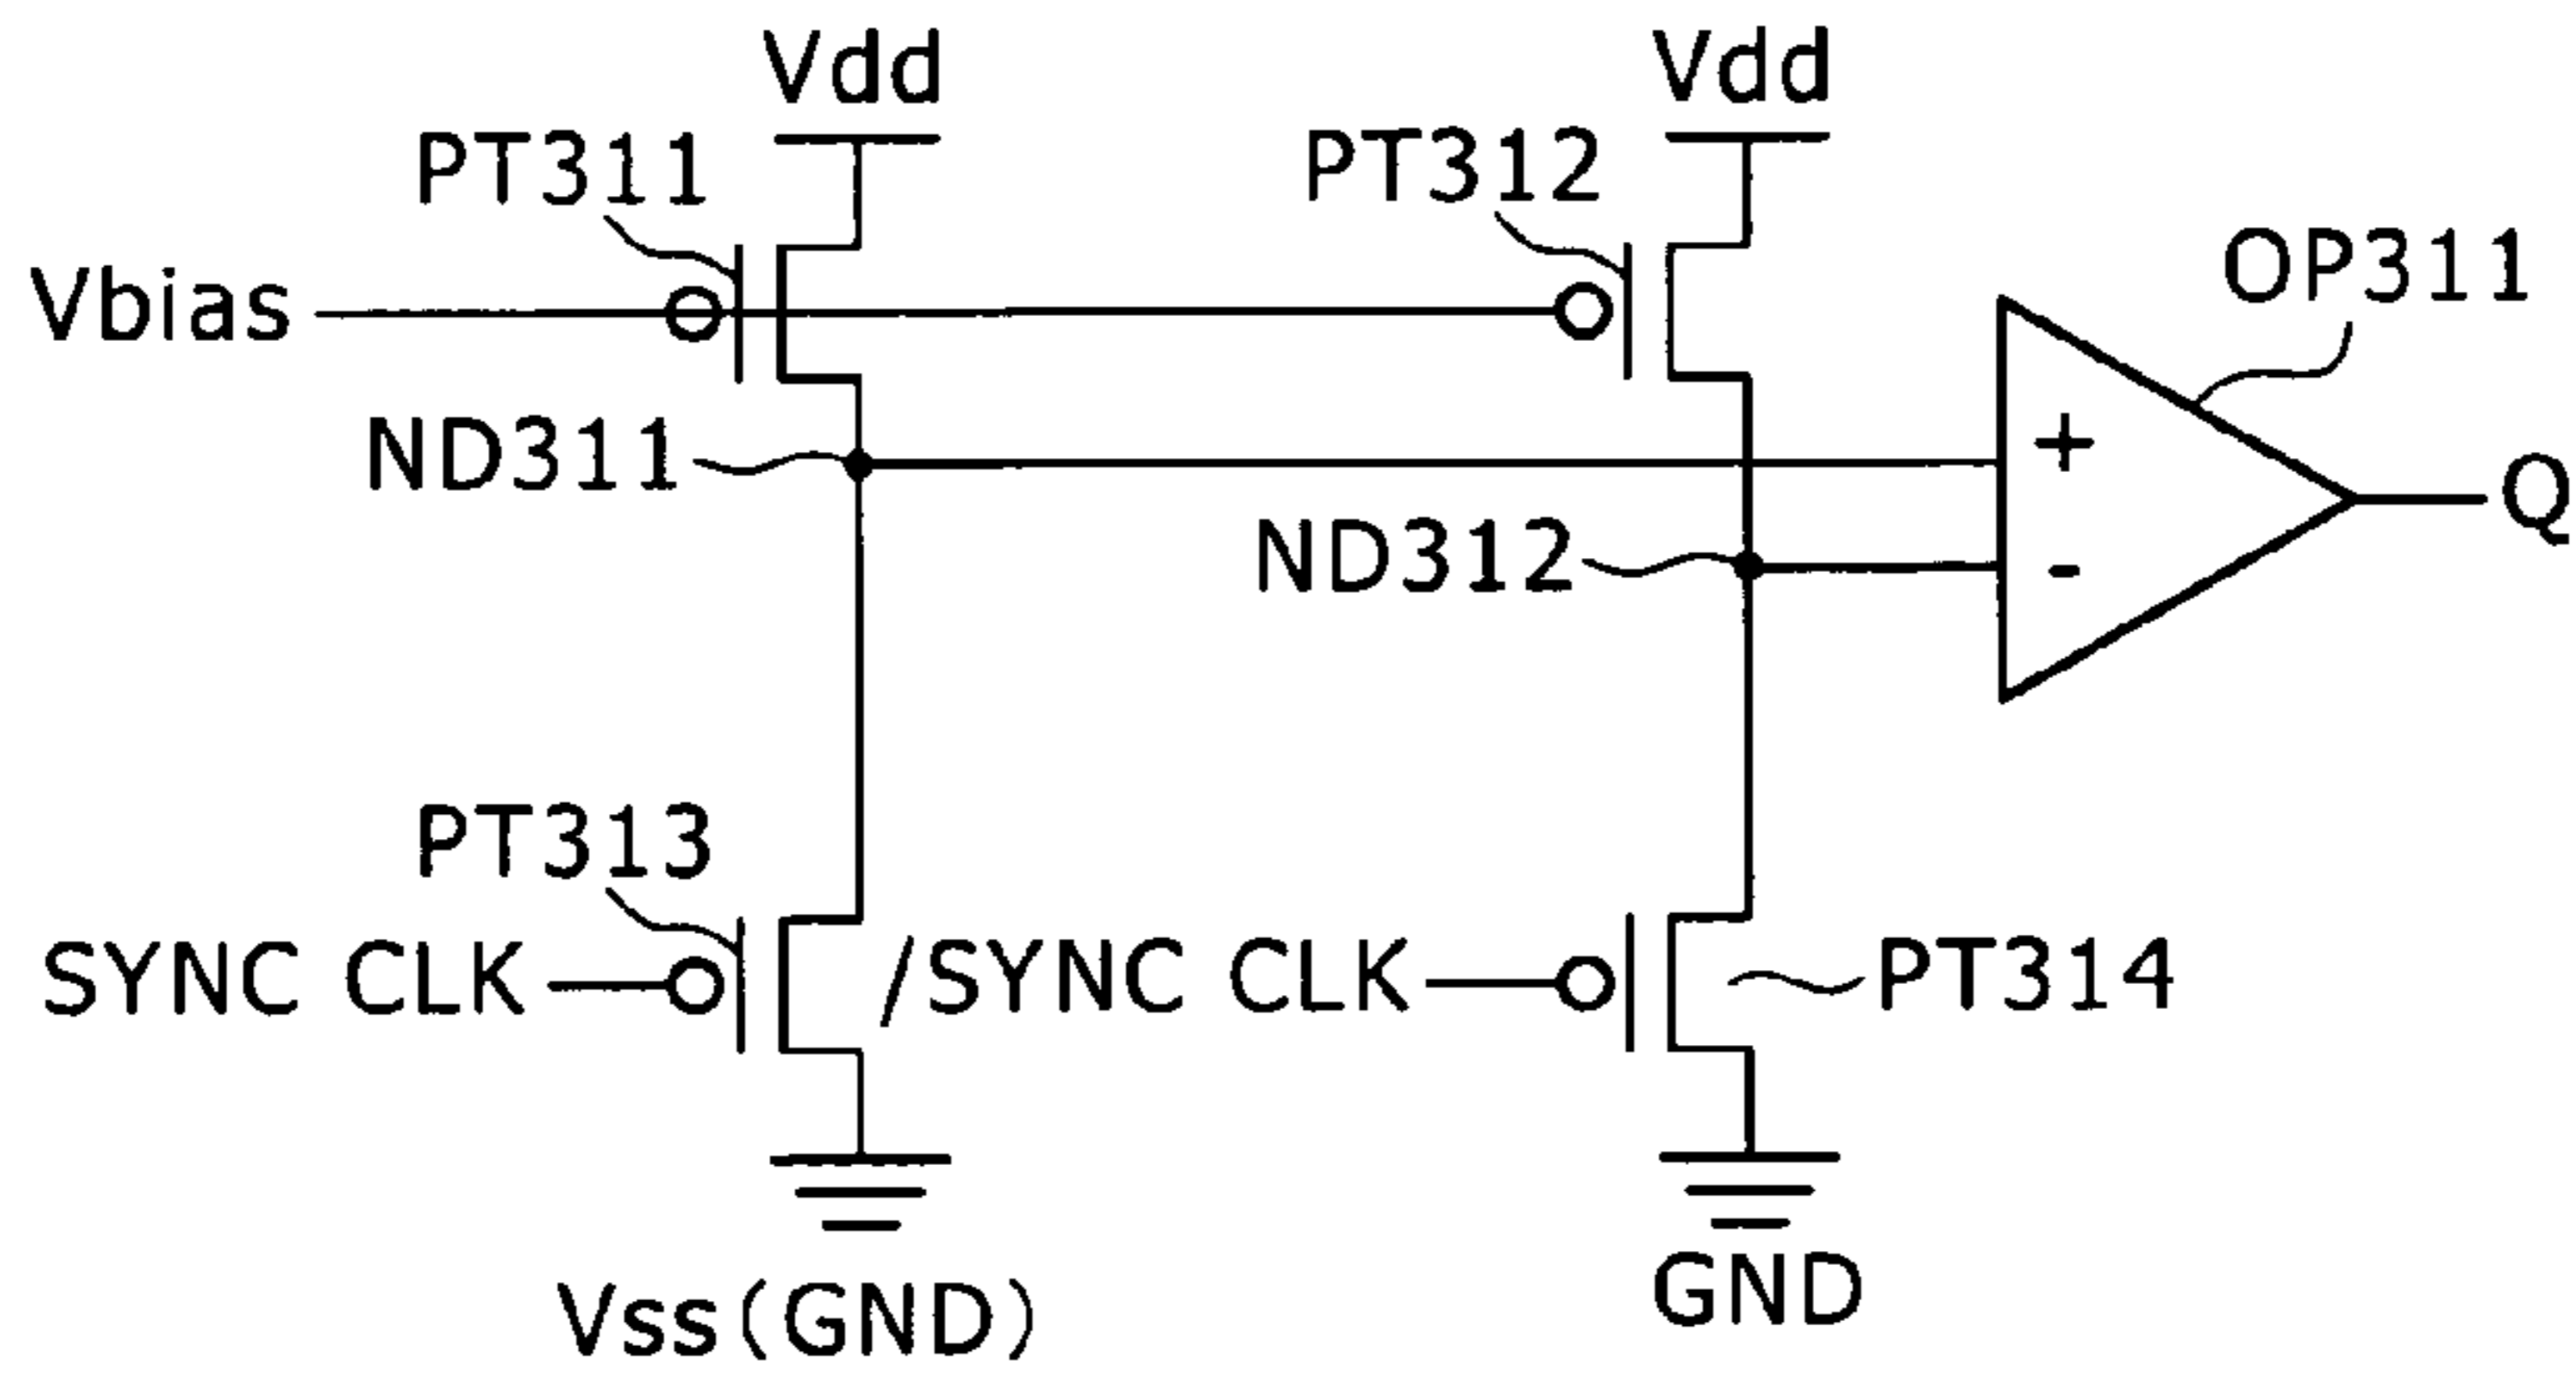 Vdd
Vdd
PT311
PT312
OP311
Vbias
ND311
+
Q
ND312
-
PT313
SYNC CLK
/SYNC CLK
PT314
Vss(GND)
GND